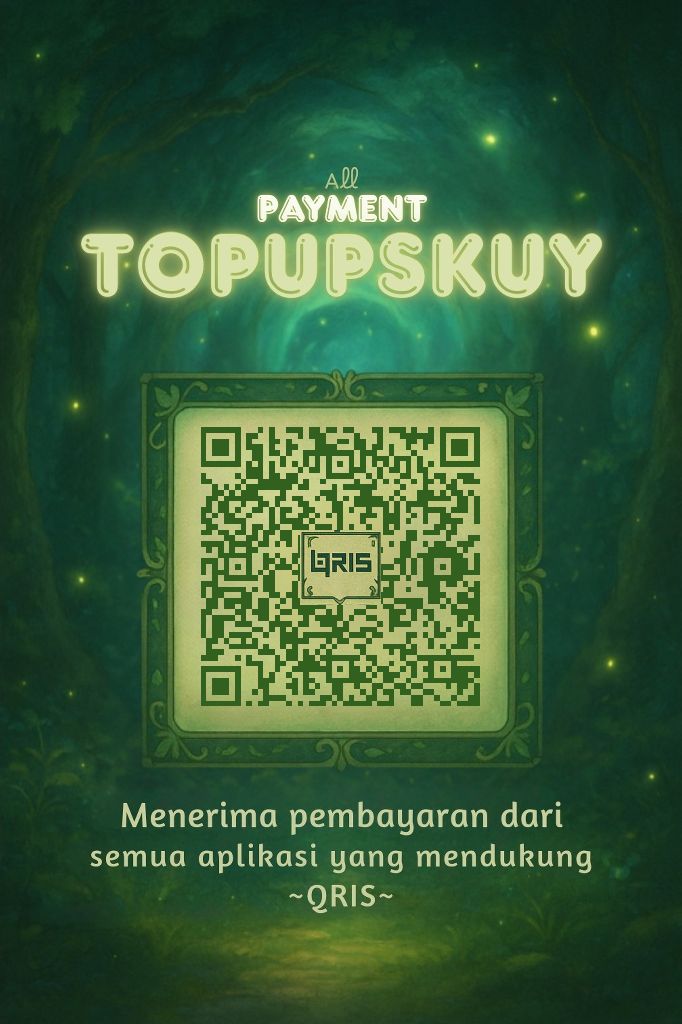 All
PAYMENT
TOPUPSKUY
QRIS
Menerima pembayaran dari
semua aplikasi yang mendukung
~QRIS~